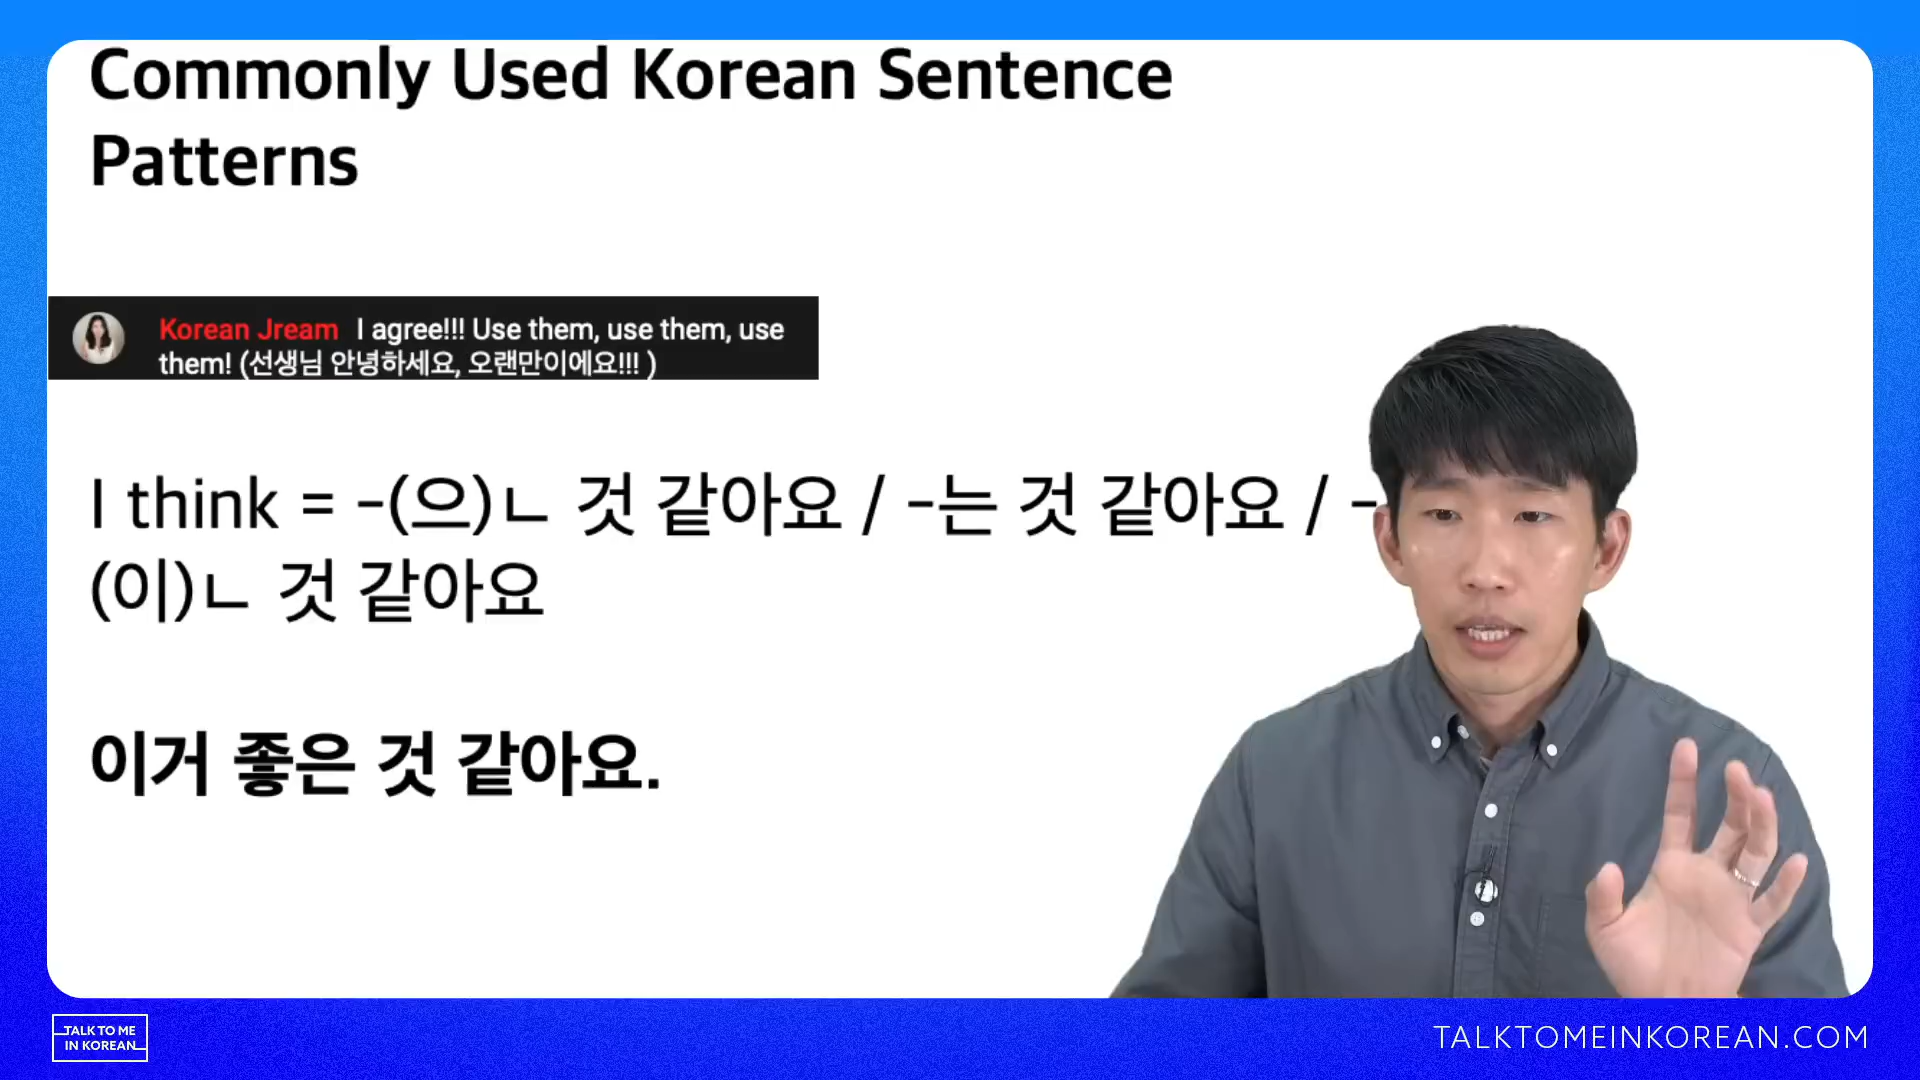 Commonly Used Korean Sentence
Patterns
Korean Jream I agree!!! Use them, use them, use
them! (선생님 안녕하세요, 오랜만이에요!!! )
I think = -(으)ㄴ 것 같아요 / -는 것 같아요 / -
(이)ㄴ 것 같아요
이거 좋은 것 같아요.
TALK TO ME
IN KOREAN
TALKTOMEINKOREAN.COM